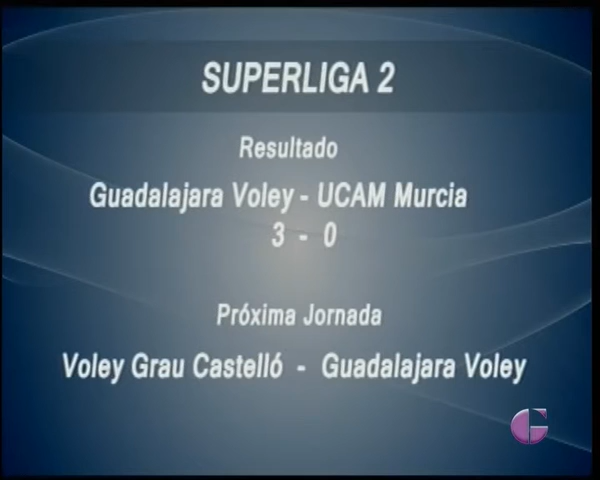 SUPERLIGA 2
Resultado
Guadalajara Voley - UCAM Murcia
3 - 0
Próxima Jornada
Voley Grau Castelló - Guadalajara Voley
G